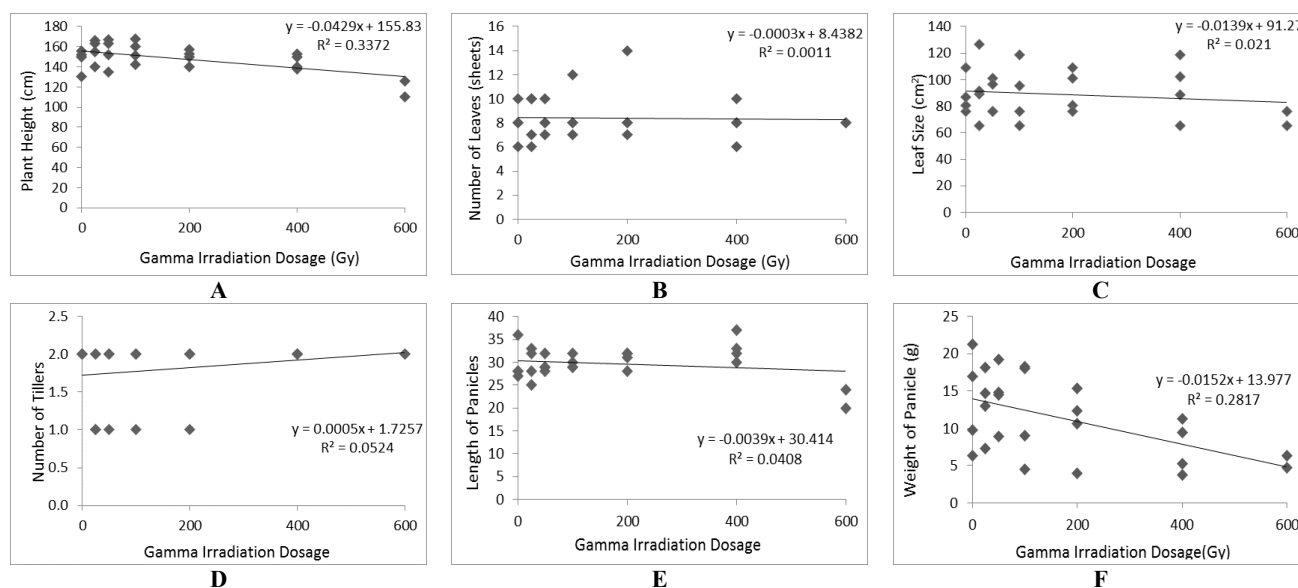 y = -0.0429x + 155.83
R² = 0.3372
Plant Height (cm)
180
160
140
120
100
80
60
40
20
0
0 200 400 600
Gamma Irradiation Dosage (Gy)
A
y = -0.0003x + 8.4382
R² = 0.0011
Number of Leaves (sheets)
16
14
12
10
8
6
4
2
0
0 200 400 600
Gamma Irradiation Dosage (Gy)
B
y = -0.0139x + 91.27
R² = 0.021
Leaf Size (cm²)
140
120
100
80
60
40
20
0
0 200 400 600
Gamma Irradiation Dosage
C
Number of Tillers
2.5
2.0
1.5
1.0
0.5
0.0
y = 0.0005x + 1.7257
R² = 0.0524
0 200 400 600
Gamma Irradiation Dosage
D
Length of Panicles
40
35
30
25
20
15
10
5
0
y = -0.0039x + 30.414
R² = 0.0408
0 200 400 600
Gamma Irradiation Dosage
E
Weight of Panicle (g)
25
20
15
10
5
0
y = -0.0152x + 13.977
R² = 0.2817
0 200 400 600
Gamma Irradiation Dosage(Gy)
F